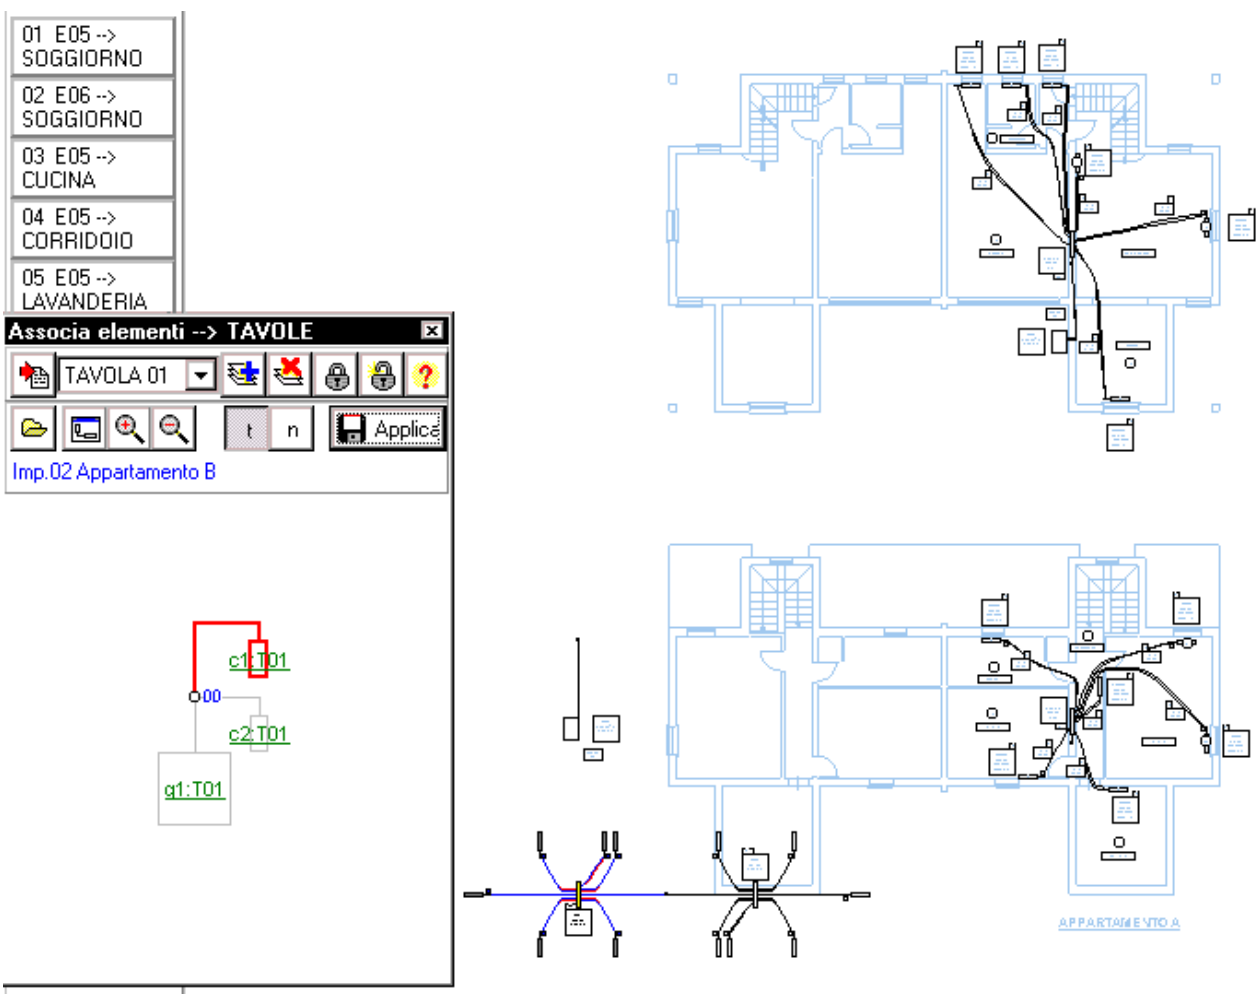 01 E05 -->
SOGGIORNO
02 E06 -->
SOGGIORNO
03 E05 -->
CUCINA
04 E05 -->
CORRIDOIO
05 E05 -->
LAVANDERIA
Associa elementi --> TAVOLE
TAVOLA 01
?
t
n
Applica
Imp.02 Appartamento B
c1:T01
00
c2:T01
g1:T01
APPARTAMENTO A